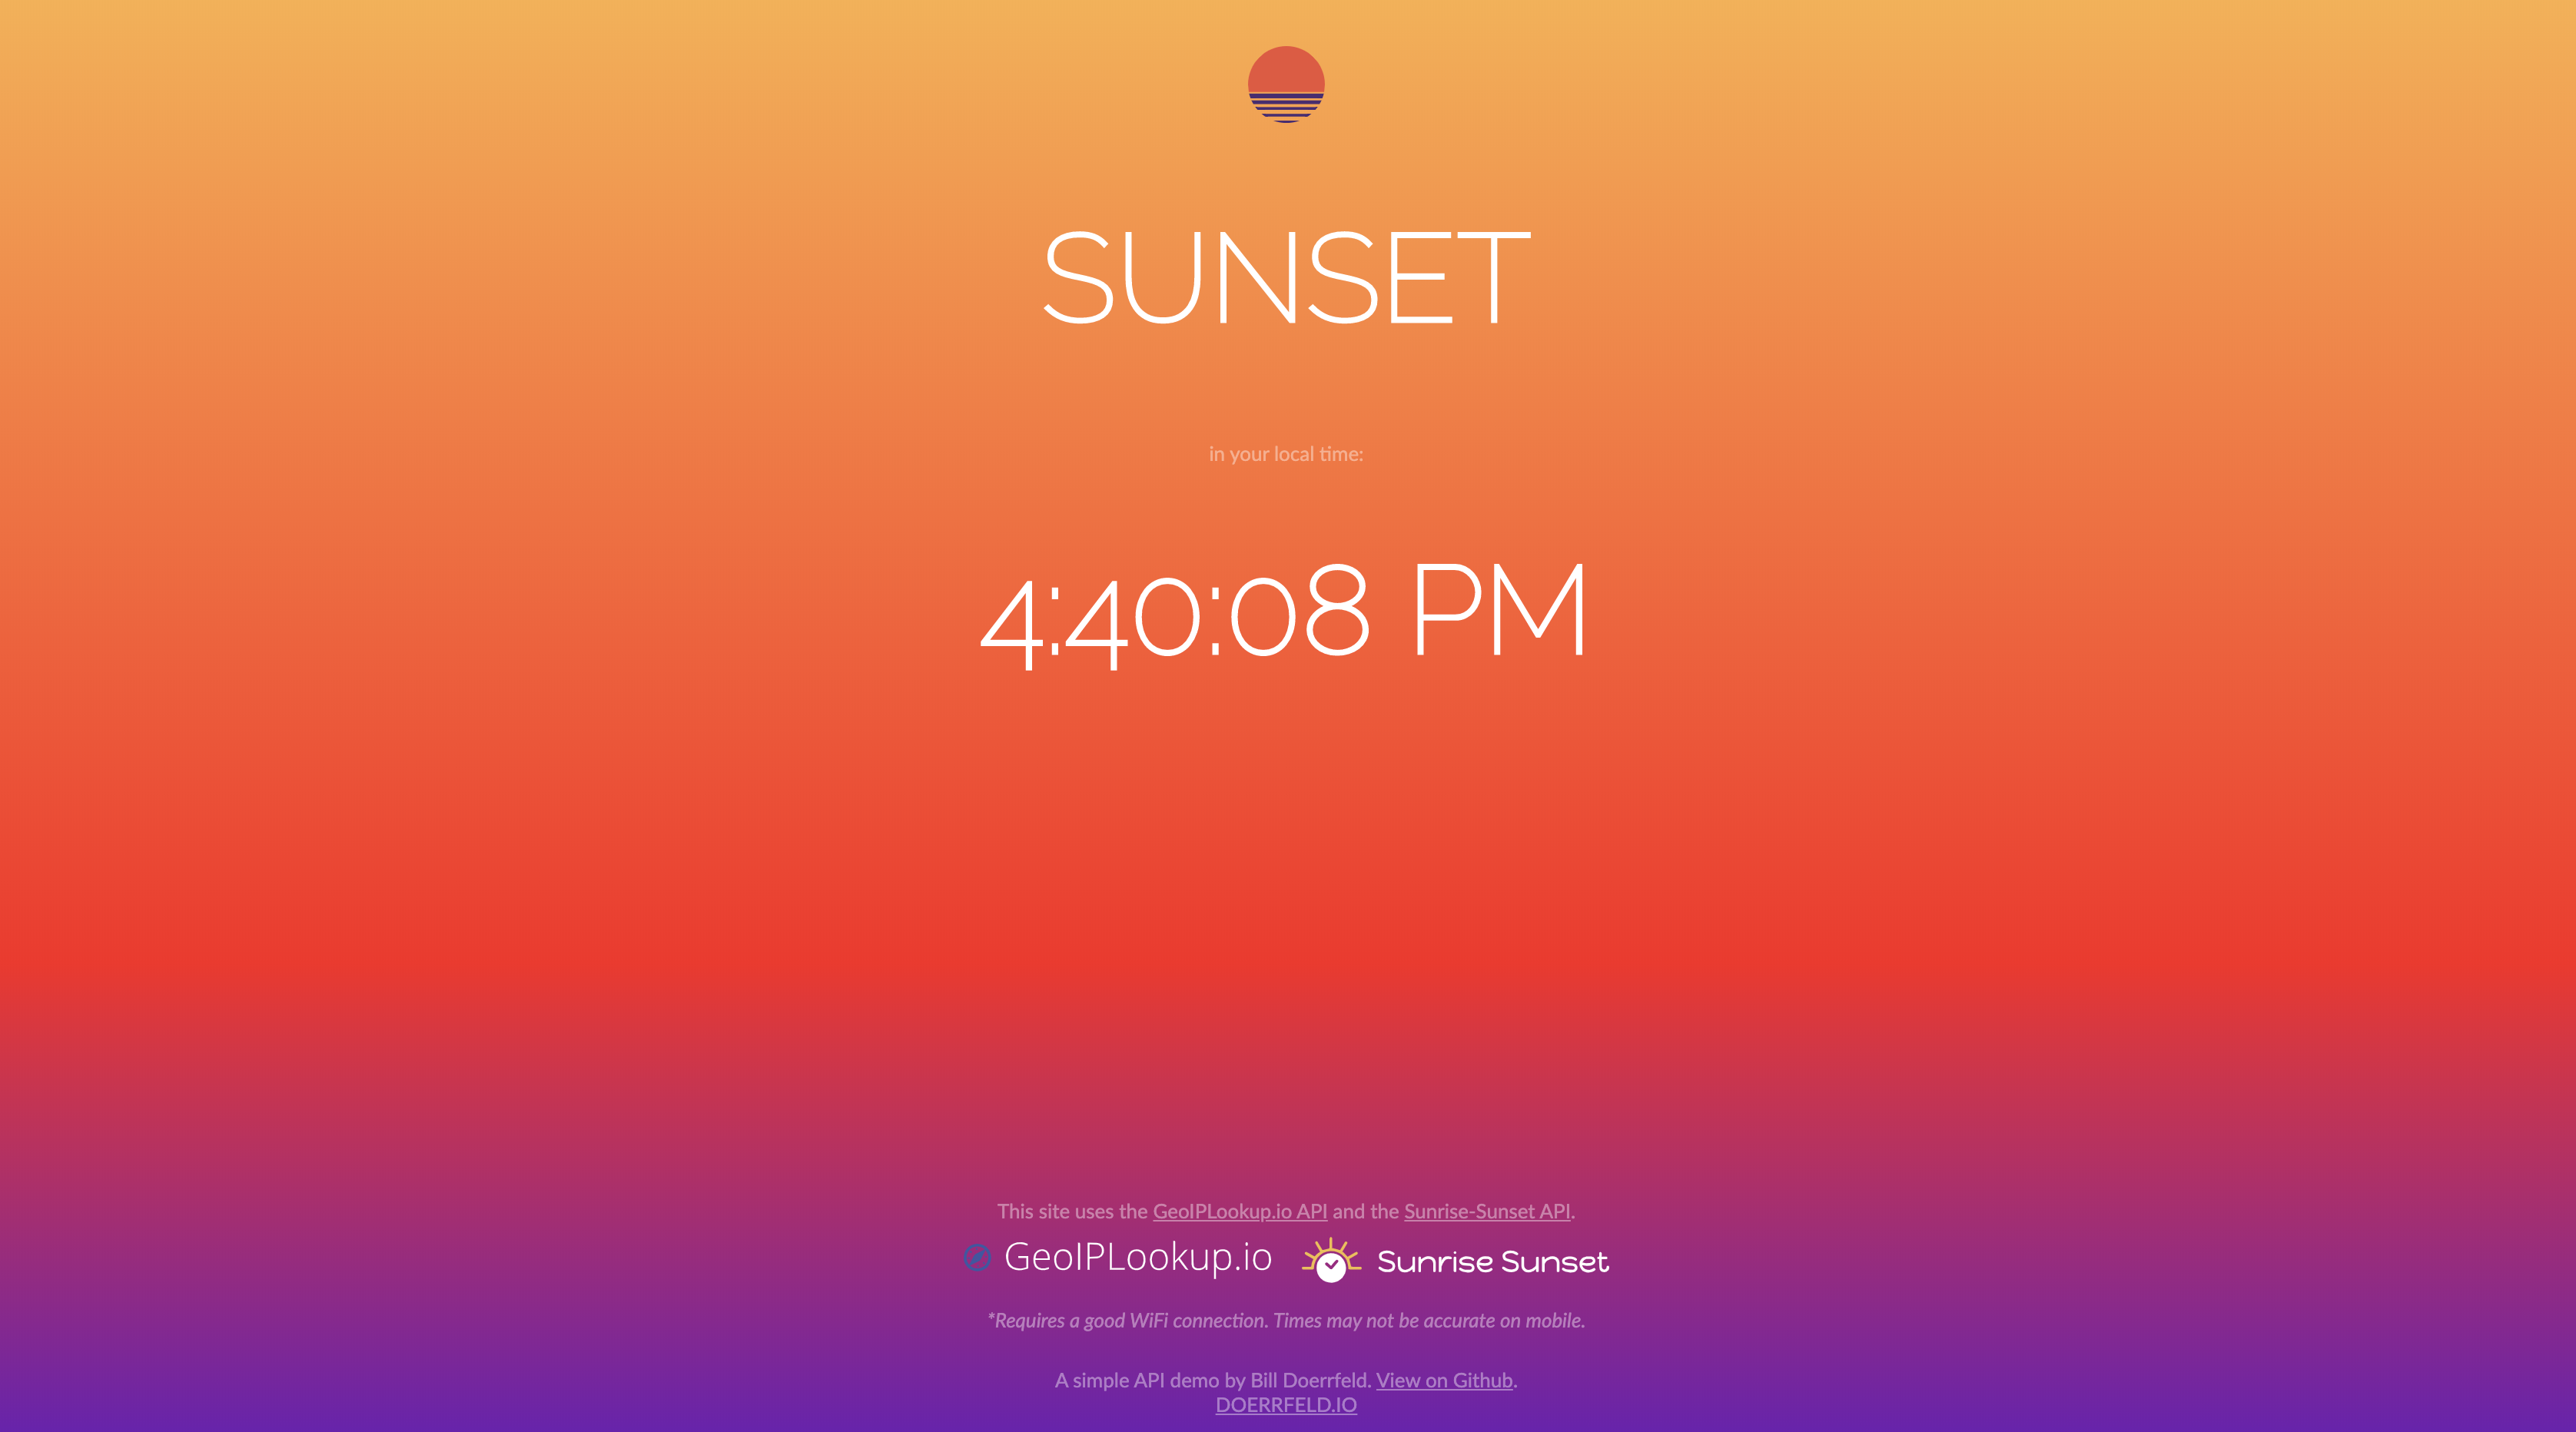 SUNSET
in your local time:
4:40:08 PM
This site uses the GeoIPLookup.io API and the Sunrise-Sunset API.
GeoIPLookup.io Sunrise Sunset
*Requires a good WiFi connection. Times may not be accurate on mobile.
A simple API demo by Bill Doerrfeld. View on Github.
DOERRFELD.IO